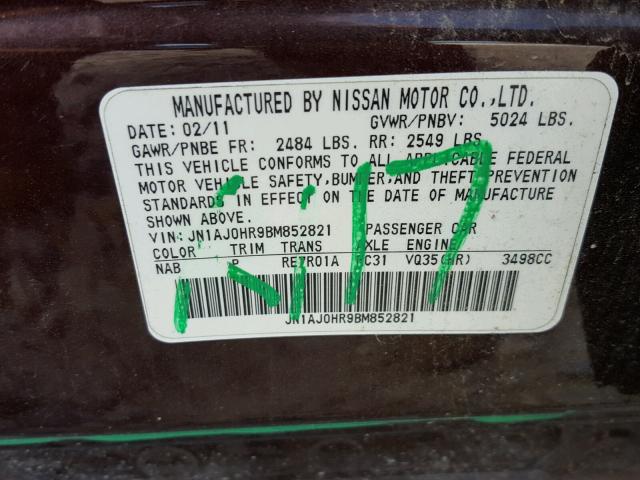 MANUFACTURED BY NISSAN MOTOR CO.,LTD.
DATE: 02/11 GVWR/PNBV: 5024 LBS.
GAWR/PNBE FR: 2484 LBS. RR: 2549 LBS
THIS VEHICLE CONFORMS TO ALL APPLICABLE FEDERAL
MOTOR VEHICLE SAFETY, BUMPER, AND THEFT PREVENTION
STANDARDS IN EFFECT ON THE DATE OF MANUFACTURE
SHOWN ABOVE.
VIN: JN1AJ0HR9BM852821 PASSENGER CAR
COLOR TRIM TRANS AXLE ENGINE
NAB P RE7R01A RC31 VQ35(HR) 3498CC
JN1AJ0HR9BM852821
17